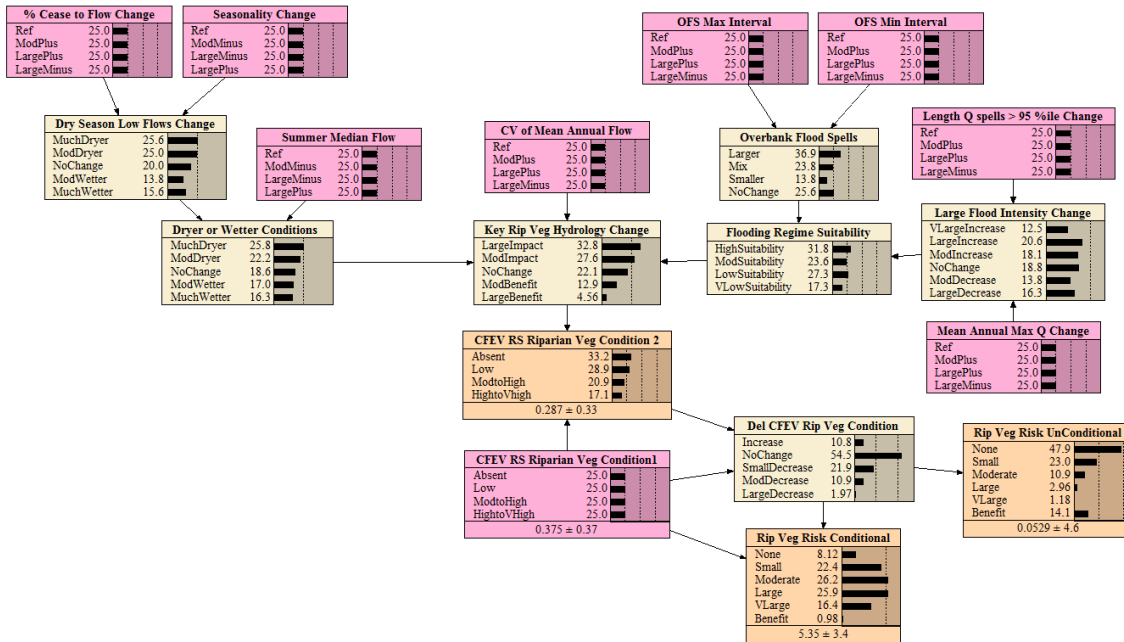 % Cease to Flow Change
Ref 25.0
ModPlus 25.0
LargePlus 25.0
LargeMinus 25.0
Seasonality Change
Ref 25.0
ModMinus 25.0
LargeMinus 25.0
LargePlus 25.0
OFS Max Interval
Ref 25.0
ModPlus 25.0
LargePlus 25.0
LargeMinus 25.0
OFS Min Interval
Ref 25.0
ModPlus 25.0
LargePlus 25.0
LargeMinus 25.0
Dry Season Low Flows Change
MuchDryer 25.6
ModDryer 25.0
NoChange 20.0
ModWetter 13.8
MuchWetter 15.6
Summer Median Flow
Ref 25.0
ModMinus 25.0
LargeMinus 25.0
LargePlus 25.0
CV of Mean Annual Flow
Ref 25.0
ModPlus 25.0
LargePlus 25.0
LargeMinus 25.0
Overbank Flood Spells
Larger 36.9
Mix 23.8
Smaller 13.8
NoChange 25.6
Length Q spells > 95 %ile Change
Ref 25.0
ModPlus 25.0
LargePlus 25.0
LargeMinus 25.0
Dryer or Wetter Conditions
MuchDryer 25.8
ModDryer 22.2
NoChange 18.6
ModWetter 17.0
MuchWetter 16.3
Key Rip Veg Hydrology Change
LargeImpact 32.8
ModImpact 27.6
NoChange 22.1
ModBenefit 12.9
LargeBenefit 4.56
Flooding Regime Suitability
HighSuitability 31.8
ModSuitability 23.6
LowSuitability 27.3
VLowSuitability 17.3
Large Flood Intensity Change
VLargeIncrease 12.5
LargeIncrease 20.6
ModIncrease 18.1
NoChange 18.8
ModDecrease 13.8
LargeDecrease 16.3
Mean Annual Max Q Change
Ref 25.0
ModPlus 25.0
LargePlus 25.0
LargeMinus 25.0
CFEV RS Riparian Veg Condition 2
Absent 33.2
Low 28.9
ModtoHigh 20.9
HightoVhigh 17.1
0.287 ± 0.33
CFEV RS Riparian Veg Condition1
Absent 25.0
Low 25.0
ModtoHigh 25.0
HightoVHigh 25.0
0.375 ± 0.37
Del CFEV Rip Veg Condition
Increase 10.8
NoChange 54.5
SmallDecrease 21.9
ModDecrease 10.9
LargeDecrease 1.97
Rip Veg Risk UnConditional
None 47.9
Small 23.0
Moderate 10.9
Large 2.96
VLarge 1.18
Benefit 14.1
0.0529 ± 4.6
Rip Veg Risk Conditional
None 8.12
Small 22.4
Moderate 26.2
Large 25.9
VLarge 16.4
Benefit 0.98
5.35 ± 3.4